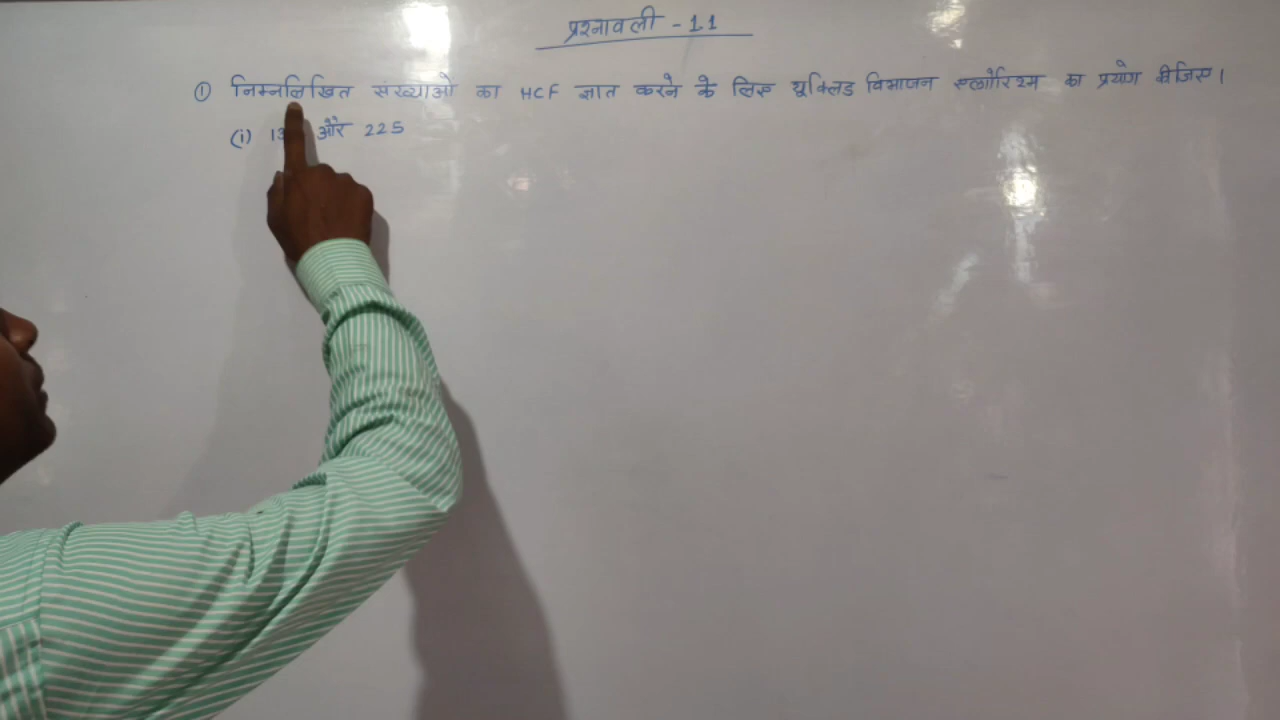 प्रश्नावली - 1.1
① निम्नलिखित संख्याओ का HCF ज्ञात करने के लिए यूक्लिड विभाजन एल्गोरिथ्म का प्रयोग कीजिए।
(i) और 225